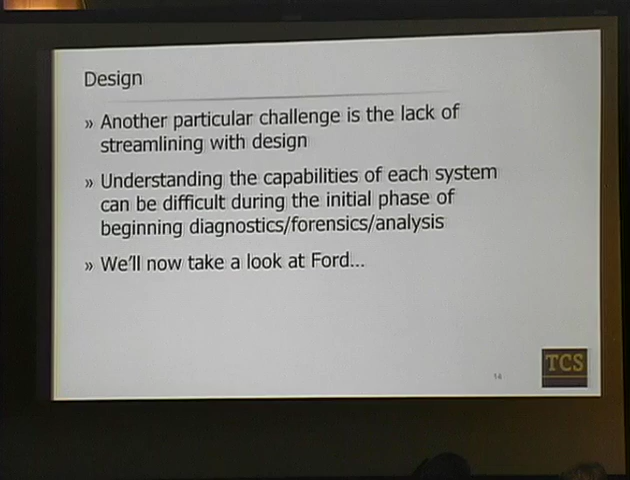 Design
» Another particular challenge is the lack of
streamlining with design
» Understanding the capabilities of each system
can be difficult during the initial phase of
beginning diagnostics/forensics/analysis
» We'll now take a look at Ford...
14
TCS